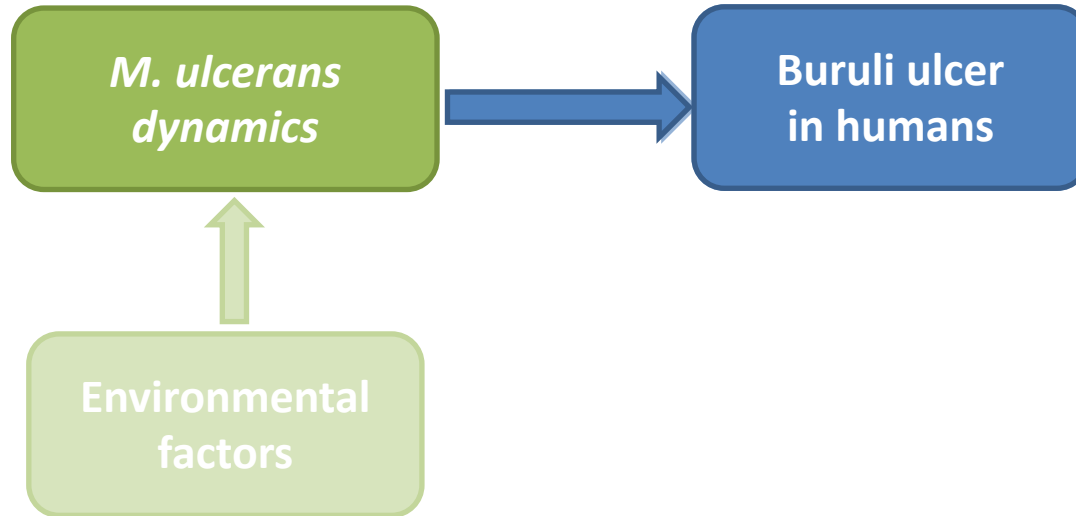 M. ulcerans
dynamics
Buruli ulcer
in humans
Environmental
factors